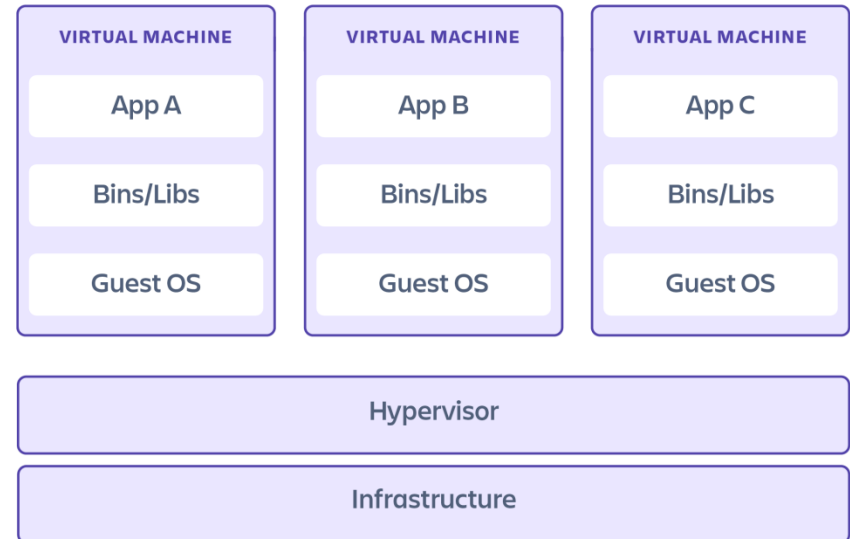 VIRTUAL MACHINE
App A
Bins/Libs
Guest OS
VIRTUAL MACHINE
App B
Bins/Libs
Guest OS
VIRTUAL MACHINE
App C
Bins/Libs
Guest OS
Hypervisor
Infrastructure